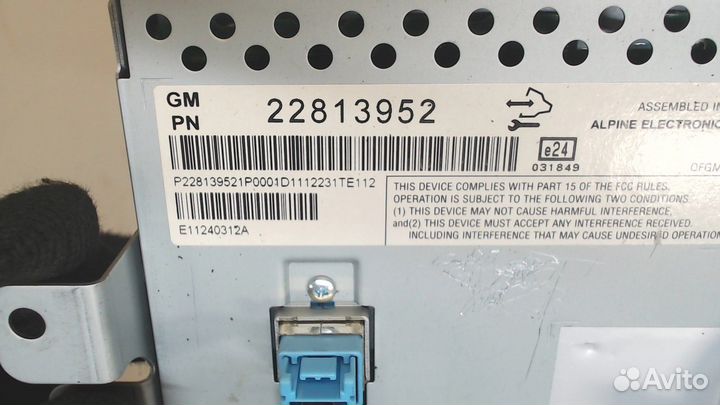 GM
PN
22813952
ASSEMBLED IN
ALPINE ELECTRONIC
e24
031849
P228139521P0001D1112231TE112
E11240312A
THIS DEVICE COMPLIES WITH PART 15 OF THE FCC RULES.
OPERATION IS SUBJECT TO THE FOLLOWING TWO CONDITIONS
(1) THIS DEVICE MAY NOT CAUSE HARMFUL INTERFERENCE,
and(2) THIS DEVICE MUST ACCEPT ANY INTERFERENCE RECEIVED.
INCLUDING INTERFERENCE THAT MAY CAUSE UNDESIRED OPERATION
Avito